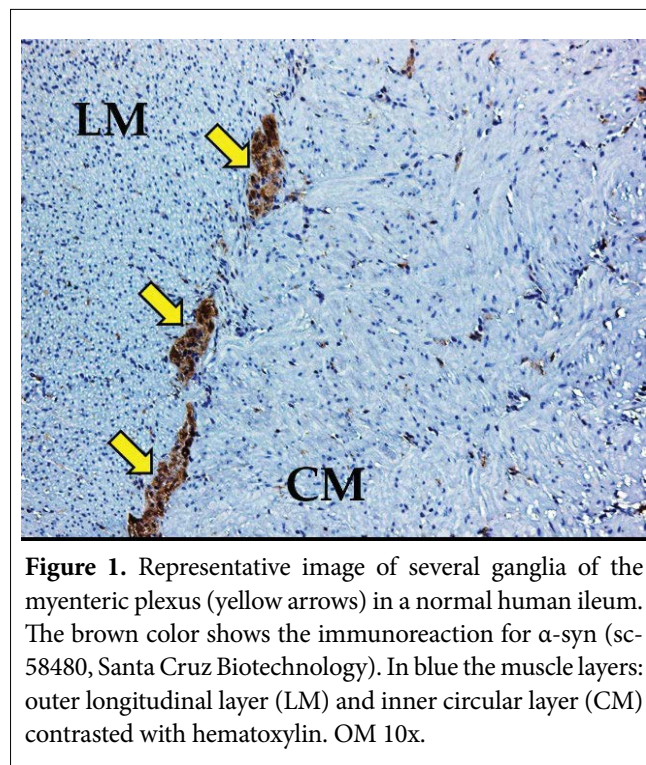 LM
CM
Figure 1. Representative image of several ganglia of the
myenteric plexus (yellow arrows) in a normal human ileum.
The brown color shows the immunoreaction for α-syn (sc-
58480, Santa Cruz Biotechnology). In blue the muscle layers:
outer longitudinal layer (LM) and inner circular layer (CM)
contrasted with hematoxylin. OM 10x.